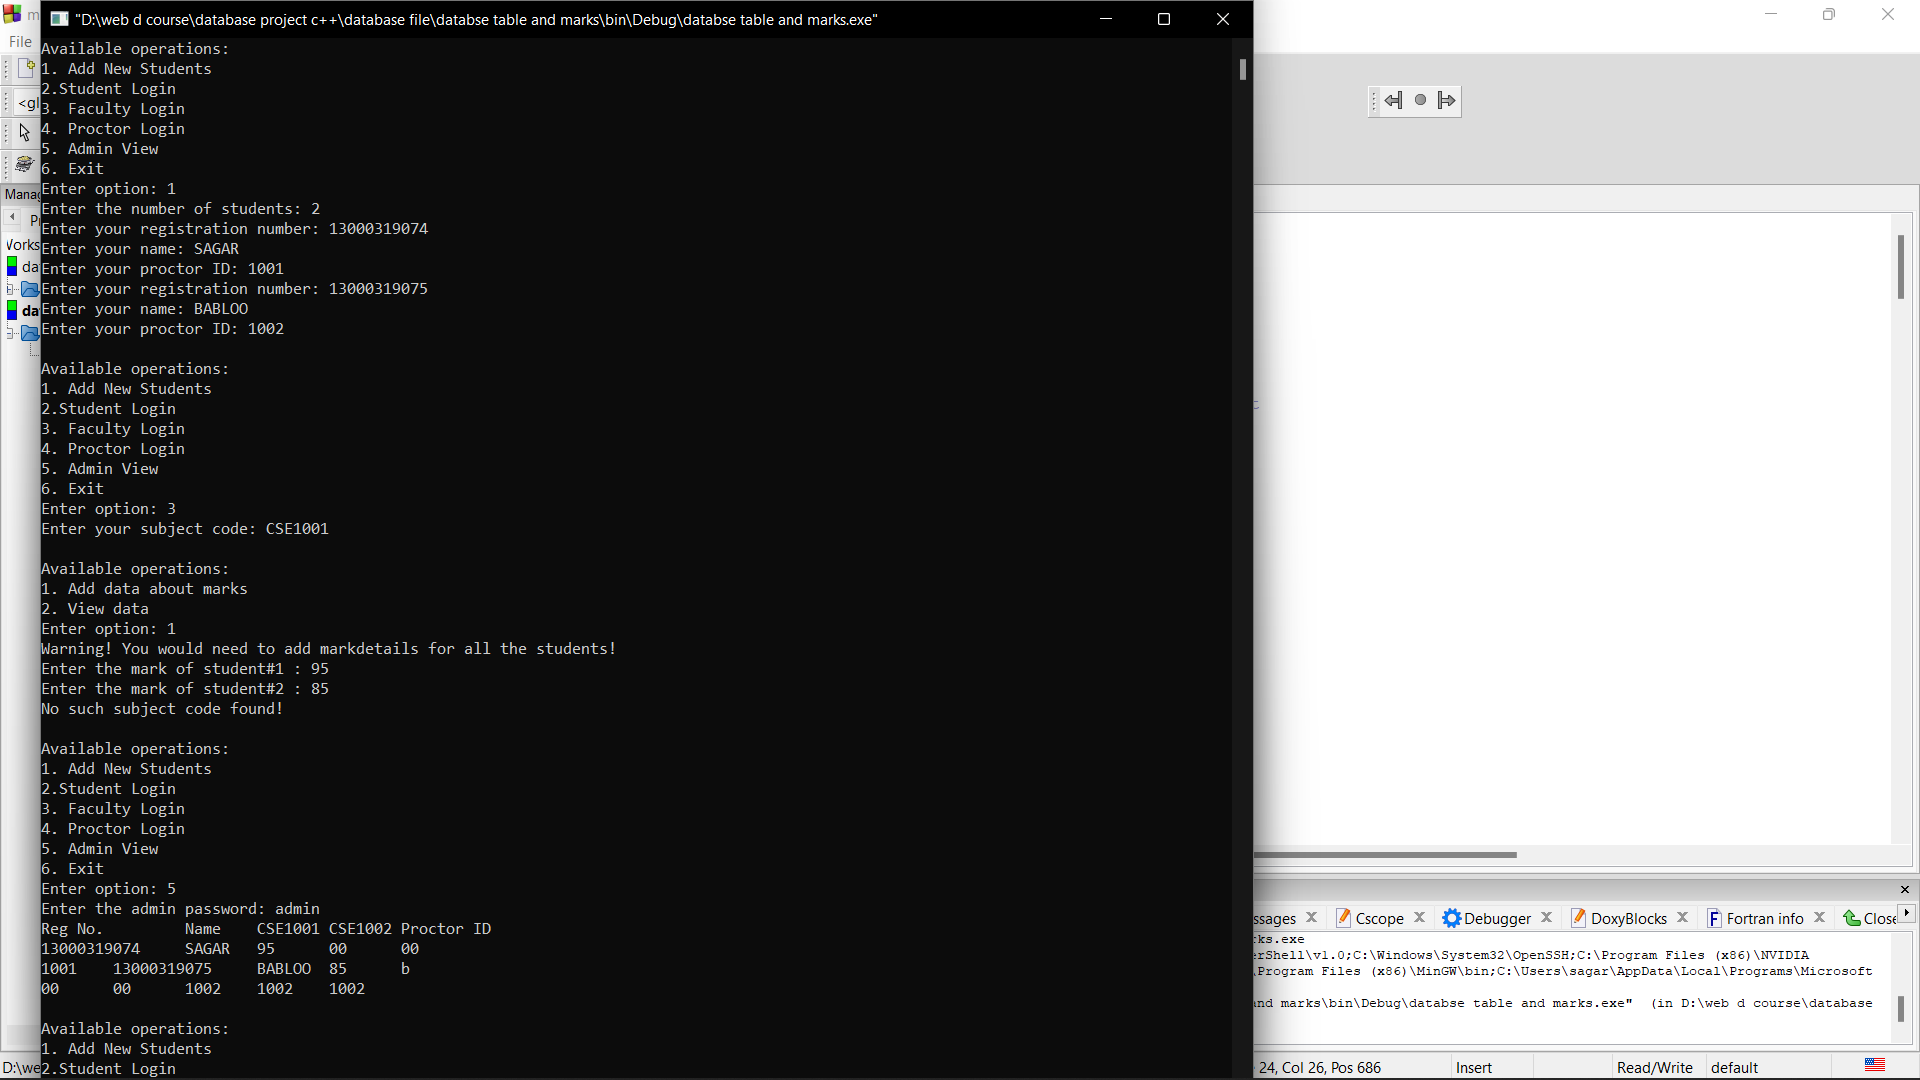 "D:\web d course\database project c++\database file\databse table and marks\bin\Debug\databse table and marks.exe"
File
Available operations:
1. Add New Students
2.Student Login
<gl
3. Faculty Login
4. Proctor Login
5. Admin View
6. Exit
Enter option: 1
Manag
Enter the number of students: 2
Enter your registration number: 13000319074
Enter your name: SAGAR
Enter your proctor ID: 1001
Enter your registration number: 13000319075
Enter your name: BABLOO
Enter your proctor ID: 1002
Available operations:
1. Add New Students
2.Student Login
3. Faculty Login
4. Proctor Login
5. Admin View
6. Exit
Enter option: 3
Enter your subject code: CSE1001
Available operations:
1. Add data about marks
2. View data
Enter option: 1
Warning! You would need to add markdetails for all the students!
Enter the mark of student#1 : 95
Enter the mark of student#2 : 85
No such subject code found!
Available operations:
1. Add New Students
2.Student Login
3. Faculty Login
4. Proctor Login
5. Admin View
6. Exit
Enter option: 5
Enter the admin password: admin
Reg No. Name CSE1001 CSE1002 Proctor ID
13000319074 SAGAR 95 00 00
1001 13000319075 BABLOO 85 b
00 00 1002 1002 1002
Available operations:
1. Add New Students
2.Student Login
ssages Cscope Debugger DoxyBlocks Fortran info Close
ks.exe
erShell\v1.0;C:\Windows\System32\OpenSSH;C:\Program Files (x86)\NVIDIA
\Program Files (x86)\MinGW\bin;C:\Users\sagar\AppData\Local\Programs\Microsoft
nd marks\bin\Debug\databse table and marks.exe" (in D:\web d course\database
D:\we
24, Col 26, Pos 686 Insert Read/Write default